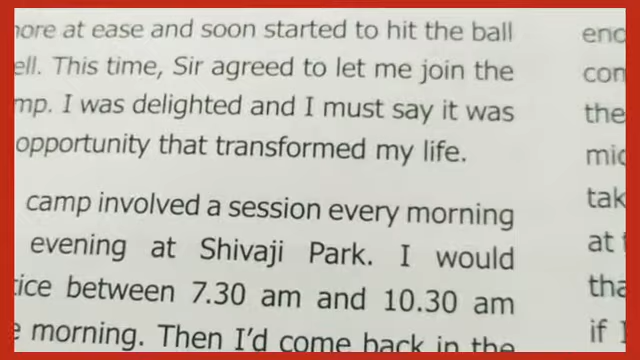 more at ease and soon started to hit the ball
ell. This time, Sir agreed to let me join the
mp. I was delighted and I must say it was
opportunity that transformed my life.
camp involved a session every morning
evening at Shivaji Park. I would
tice between 7.30 am and 10.30 am
e morning. Then I'd come back in the
enc
con
the
mic
tak
at
tha
if I